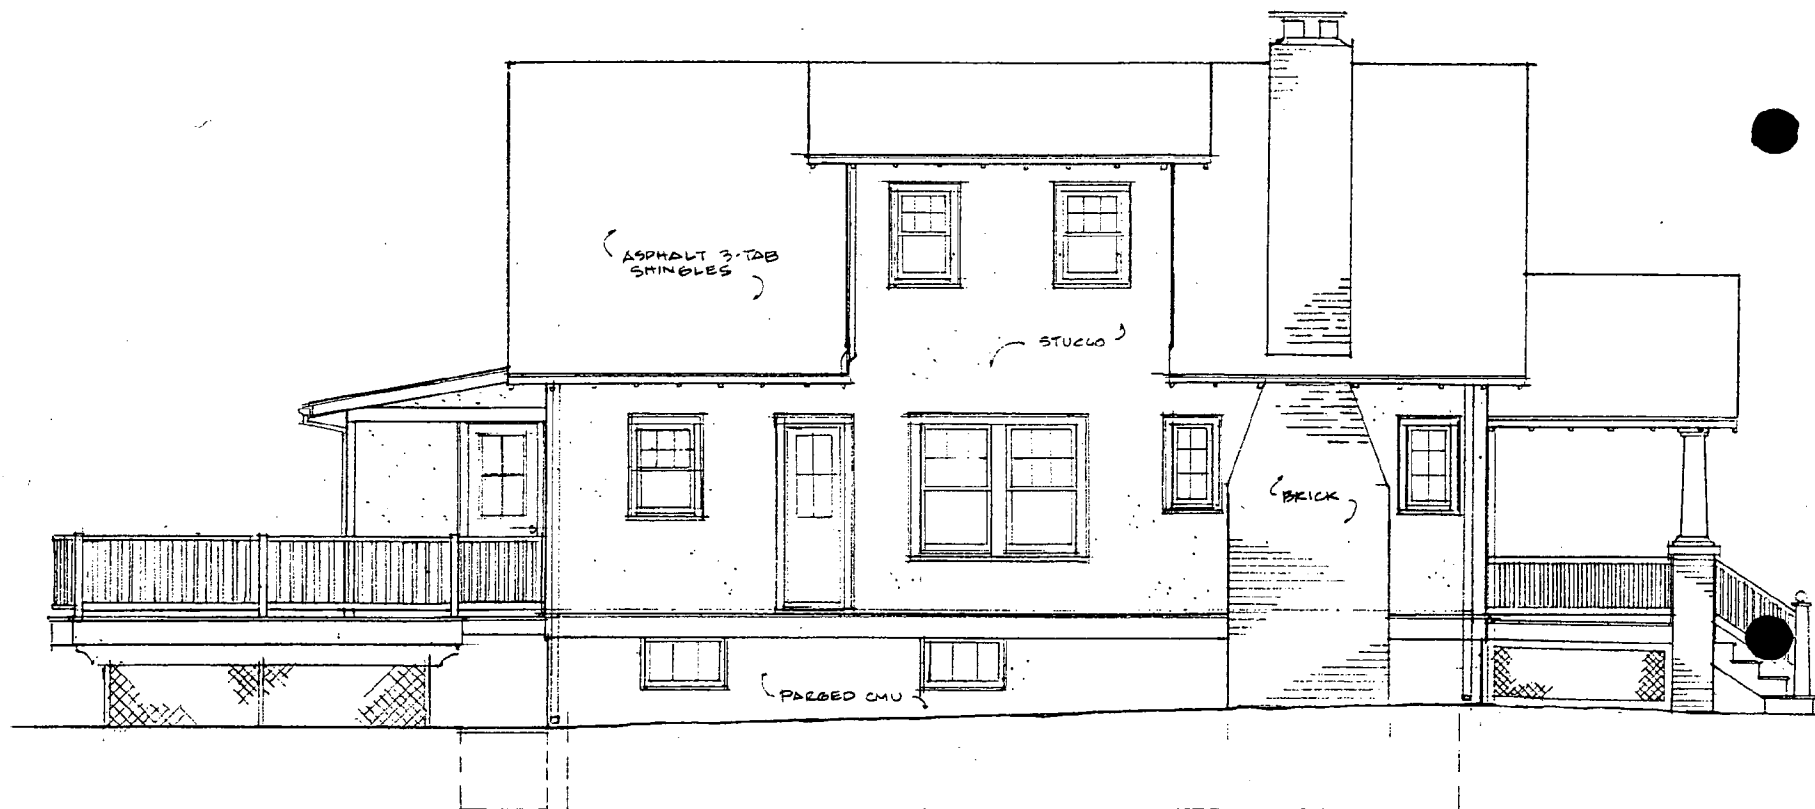 ASPHALT 3-TAB
SHINGLES
STUCCO
BRICK
PARGED CMU